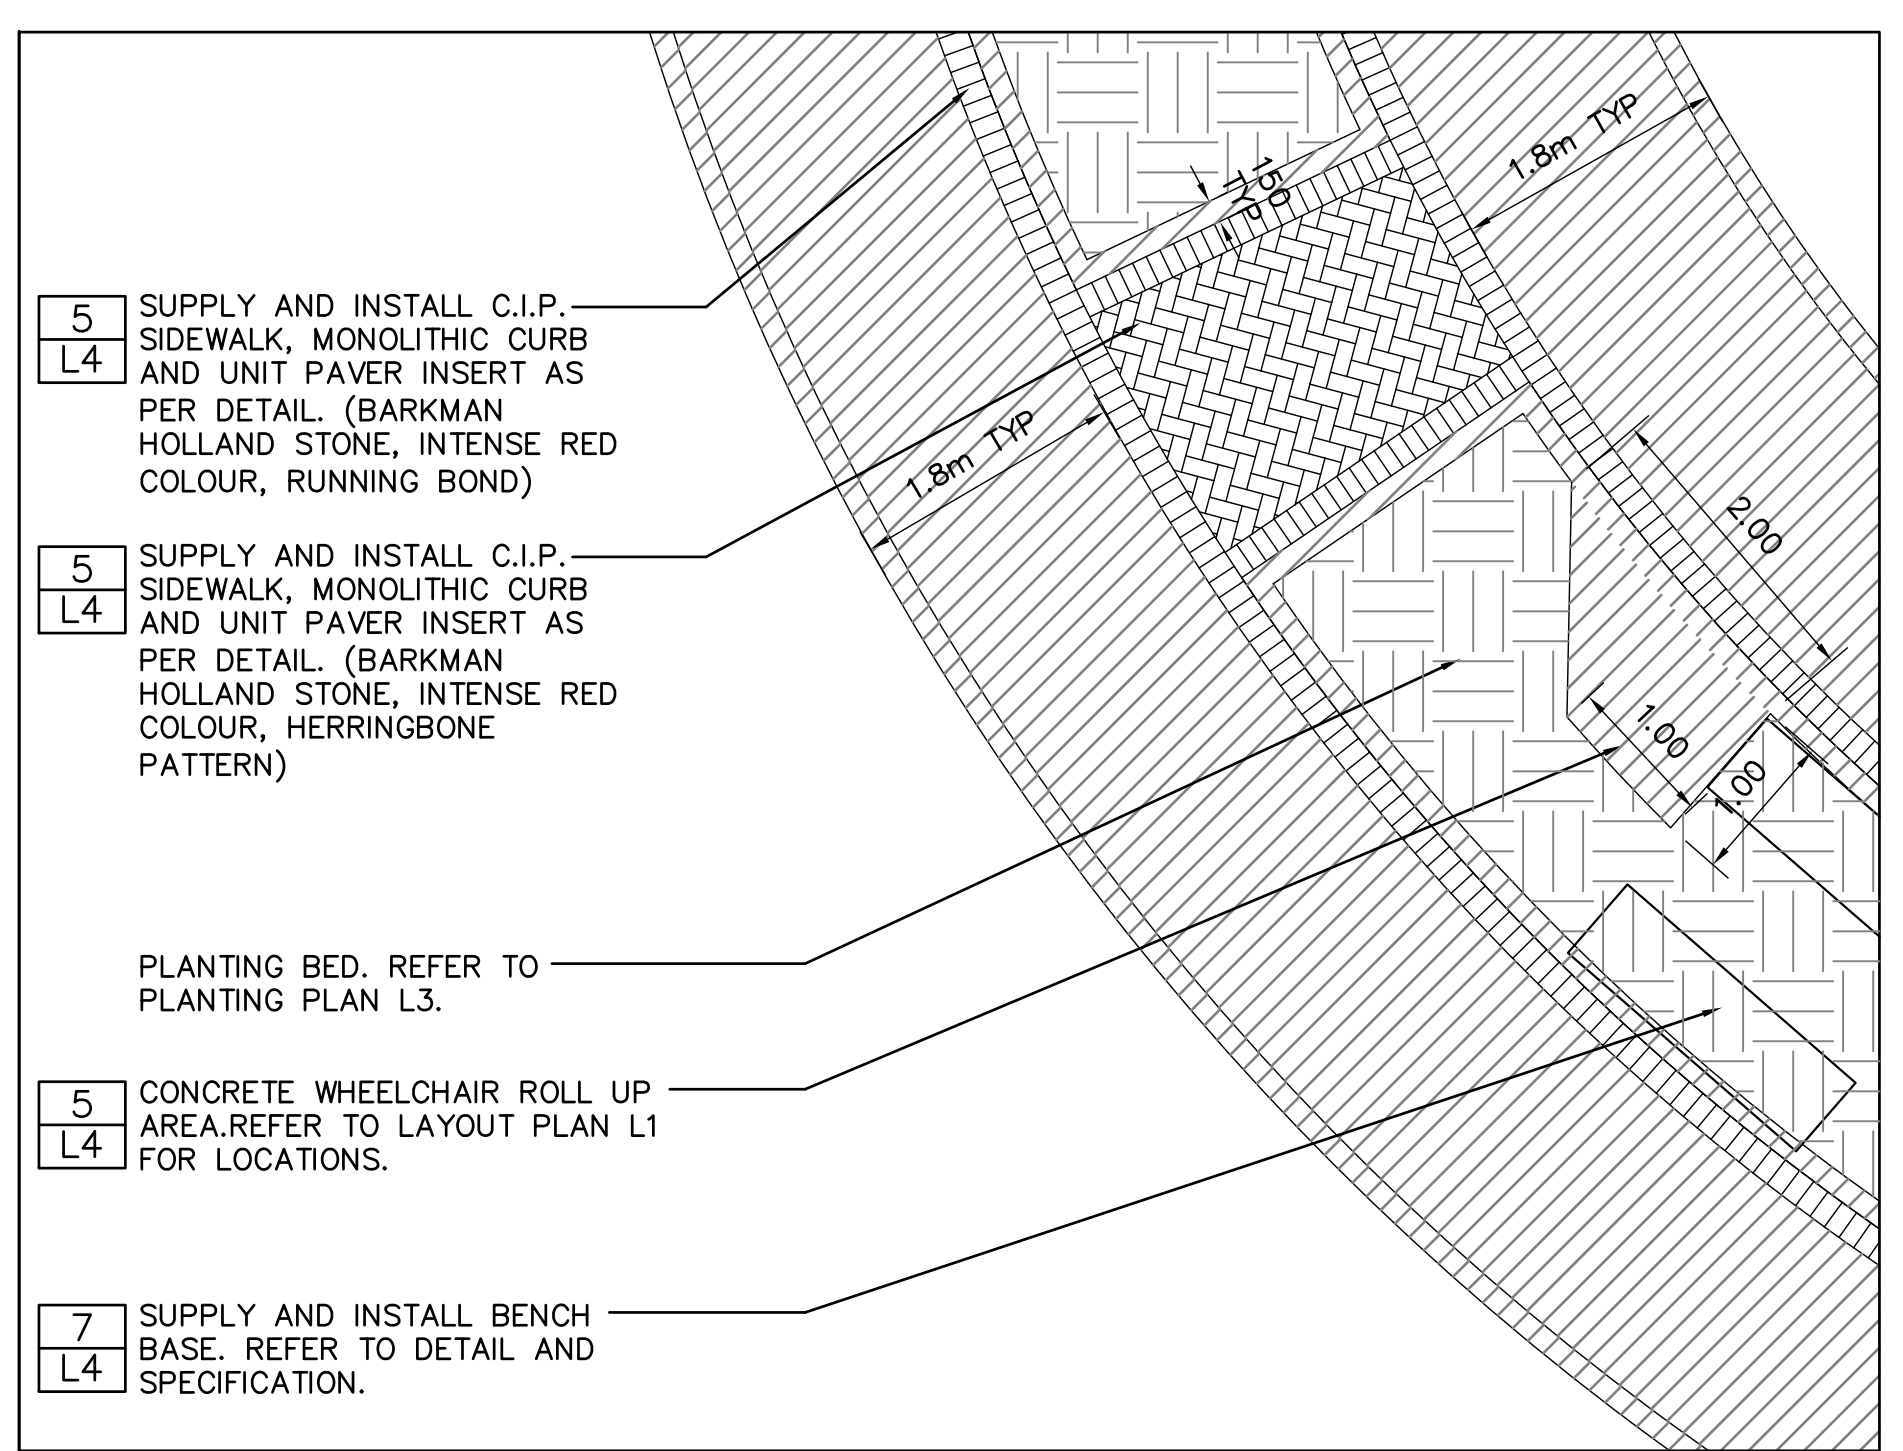 5
L4
SUPPLY AND INSTALL C.I.P.
SIDEWALK, MONOLITHIC CURB
AND UNIT PAVER INSERT AS
PER DETAIL. (BARKMAN
HOLLAND STONE, INTENSE RED
COLOUR, RUNNING BOND)
5
L4
SUPPLY AND INSTALL C.I.P.
SIDEWALK, MONOLITHIC CURB
AND UNIT PAVER INSERT AS
PER DETAIL. (BARKMAN
HOLLAND STONE, INTENSE RED
COLOUR, HERRINGBONE
PATTERN)
PLANTING BED. REFER TO
PLANTING PLAN L3.
5
L4
CONCRETE WHEELCHAIR ROLL UP
AREA.REFER TO LAYOUT PLAN L1
FOR LOCATIONS.
7
L4
SUPPLY AND INSTALL BENCH
BASE. REFER TO DETAIL AND
SPECIFICATION.
1.8m TYP
150
TYP
1.8m TYP
2.00
1.00
1.00